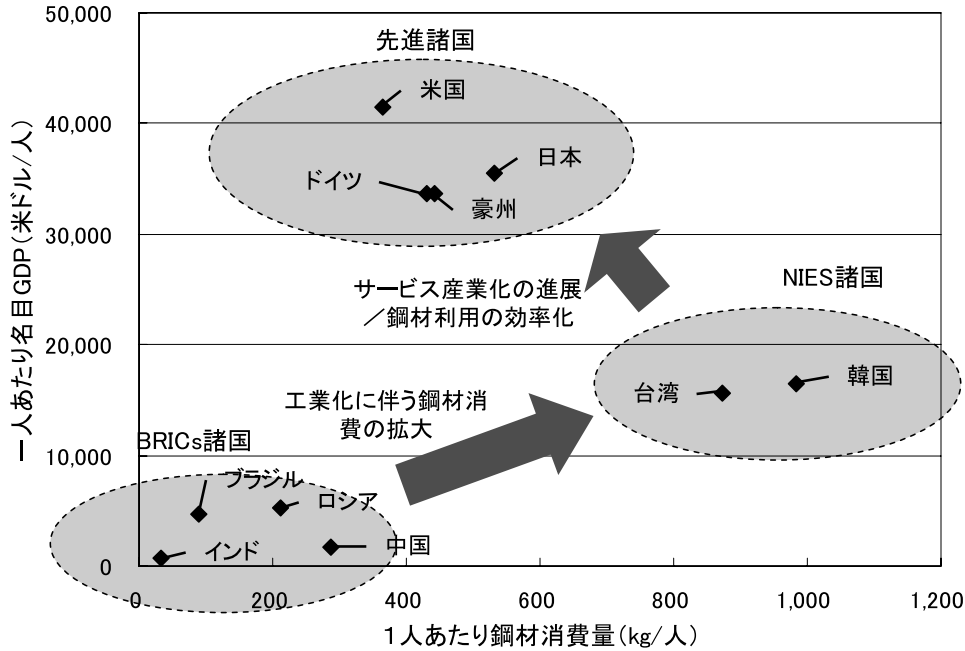 50,000
40,000
30,000
20,000
10,000
0
一人あたり名目GDP(米ドル/人)
先進諸国
米国
日本
ドイツ
豪州
サービス産業化の進展
／鋼材利用の効率化
NIES諸国
台湾
韓国
工業化に伴う鋼材消
費の拡大
BRICs諸国
ブラジル
ロシア
インド
中国
0
200
400
600
800
1,000
1,200
１人あたり鋼材消費量(kg/人)